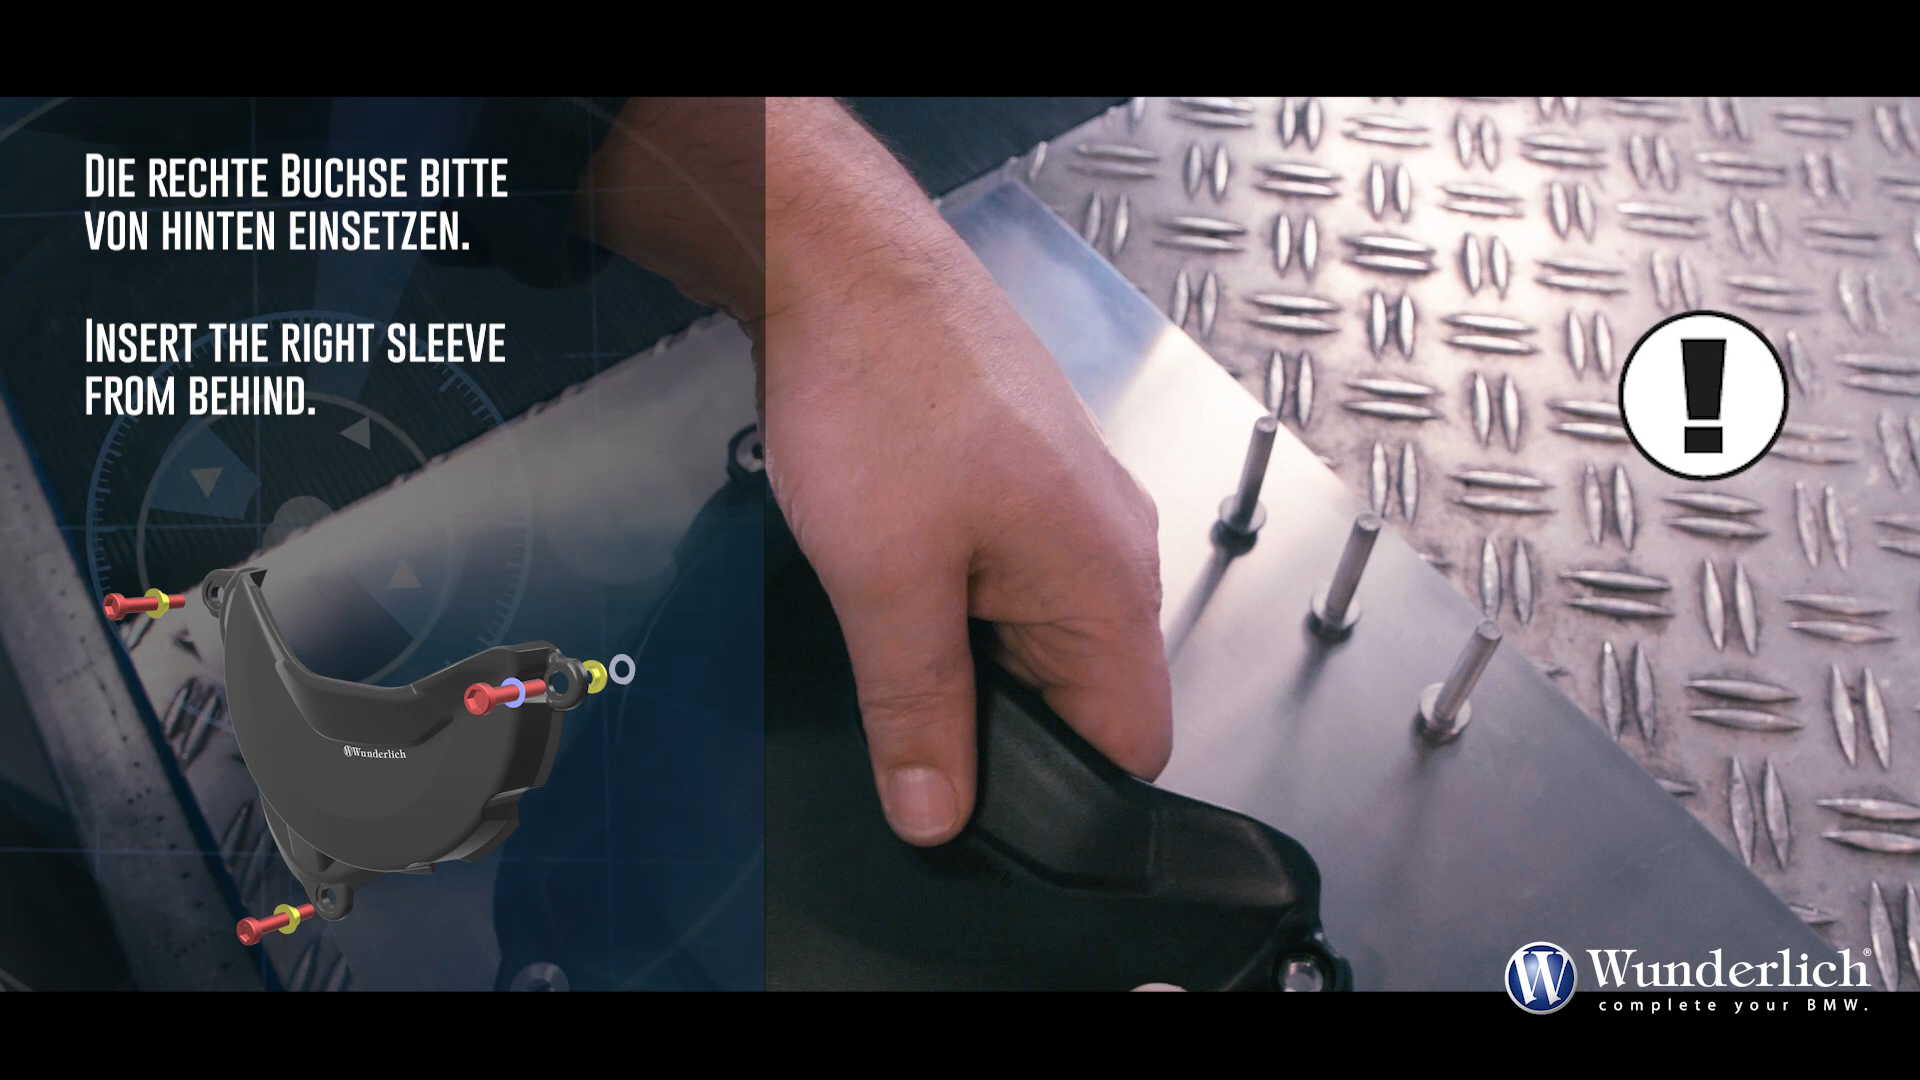 Die rechte Buchse bitte
von hinten einsetzen.
Insert the right sleeve
from behind.
Wunderlich
W Wunderlich®
complete your BMW.